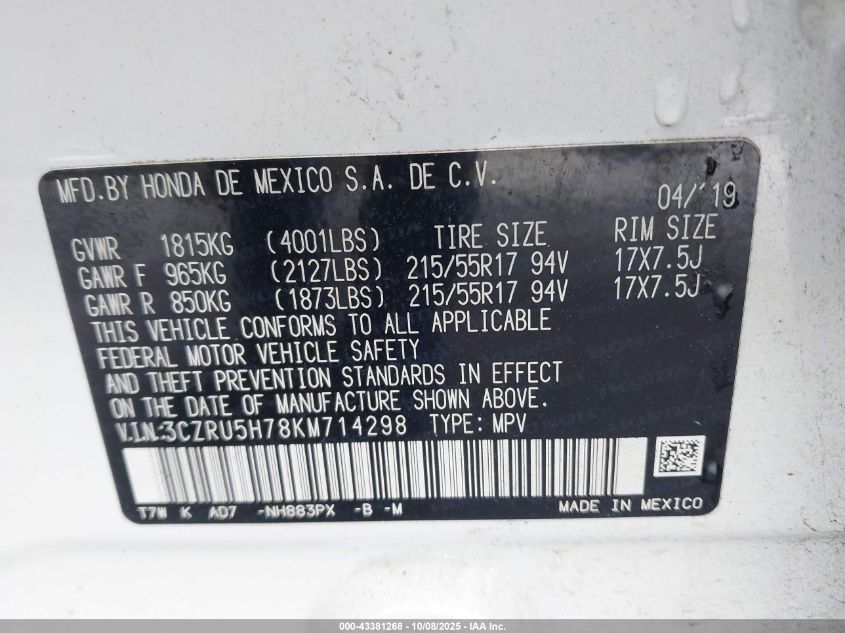 MFD.BY HONDA DE MEXICO S.A. DE C.V.
04/'19
GVWR 1815KG (4001LBS) TIRE SIZE RIM SIZE
GAWR F 965KG (2127LBS) 215/55R17 94V 17X7.5J
GAWR R 850KG (1873LBS) 215/55R17 94V 17X7.5J
THIS VEHICLE CONFORMS TO ALL APPLICABLE
FEDERAL MOTOR VEHICLE SAFETY
AND THEFT PREVENTION STANDARDS IN EFFECT
ON THE DATE OF MANUFACTURE SHOWN ABOVE.
V.I.N:3CZRU5H78KM714298 TYPE: MPV
T7W K AD7 -NH883PX -B -M MADE IN MEXICO
000-43381268 - 10/08/2025 - IAA Inc.